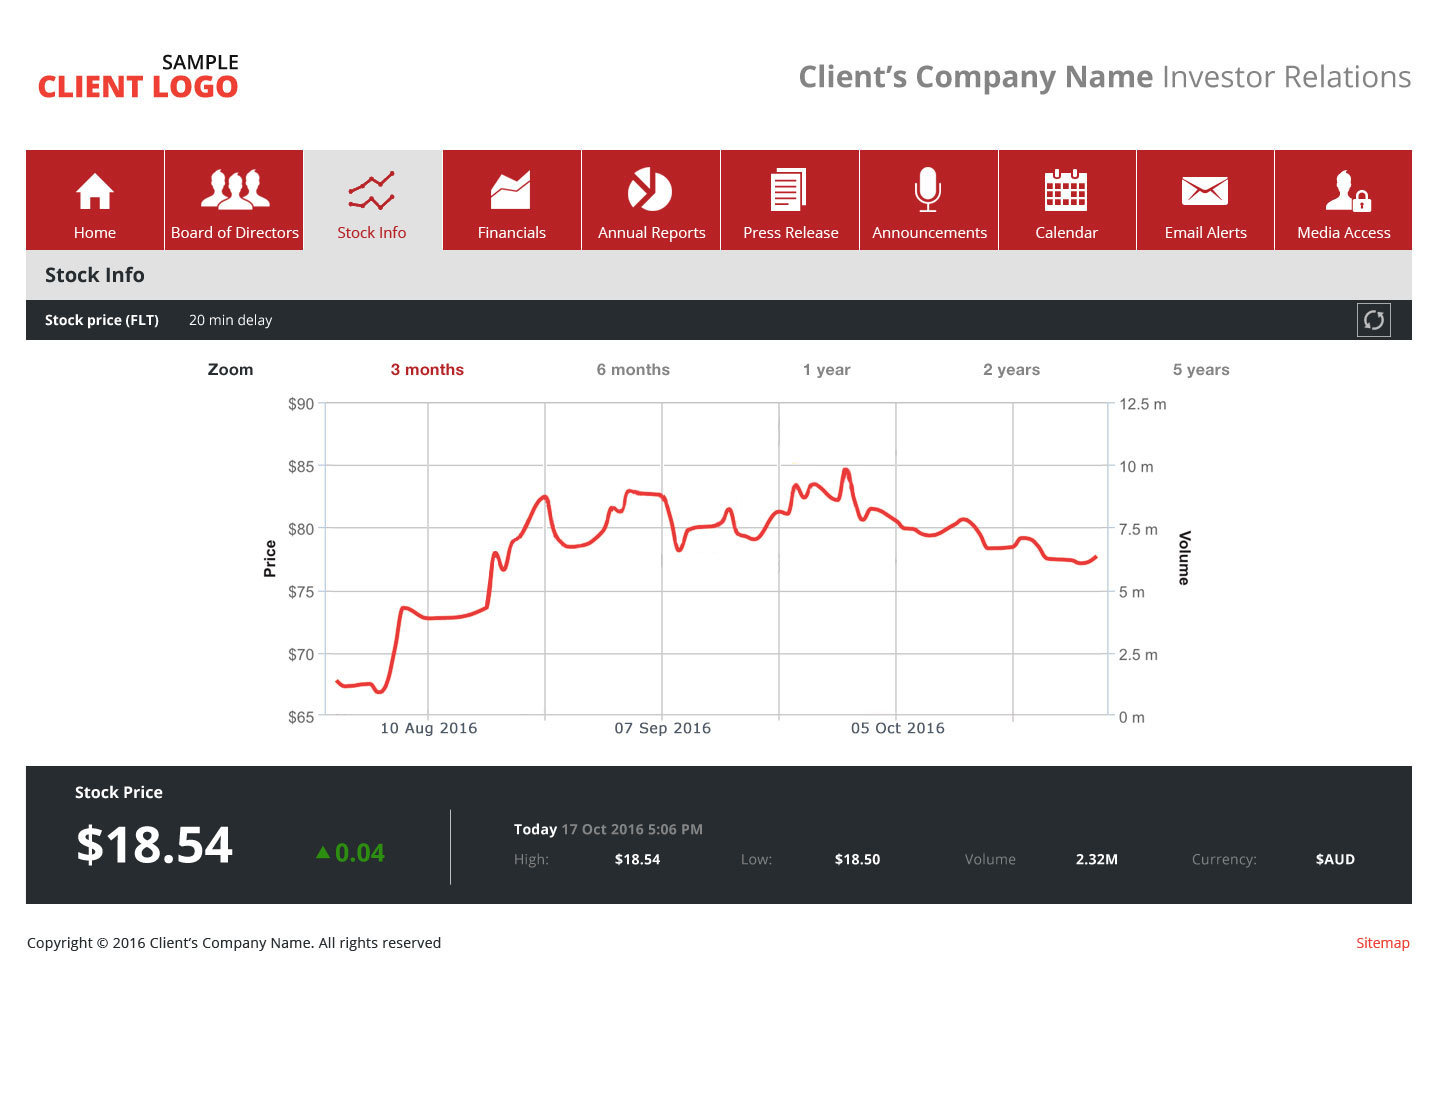 SAMPLE
CLIENT LOGO
Client’s Company Name Investor Relations
Home
Board of Directors
Stock Info
Financials
Annual Reports
Press Release
Announcements
Calendar
Email Alerts
Media Access
Stock Info
Stock price (FLT) 20 min delay
Zoom 3 months 6 months 1 year 2 years 5 years
$90 12.5 m
$85 10 m
$80 7.5 m
Price
Volume
$75 5 m
$70 2.5 m
$65 0 m
10 Aug 2016 07 Sep 2016 05 Oct 2016
Stock Price
$18.54 0.04
Today 17 Oct 2016 5:06 PM
High: $18.54 Low: $18.50 Volume 2.32M Currency: $AUD
Copyright © 2016 Client’s Company Name. All rights reserved
Sitemap